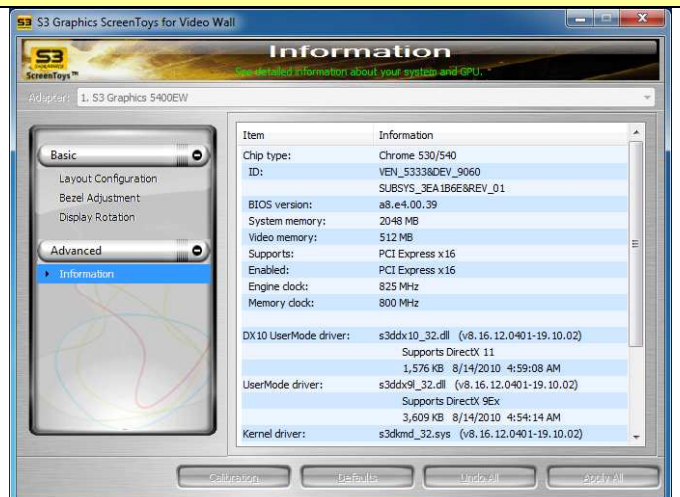 S3 S3 Graphics ScreenToys for Video Wall
S3
GRAPHICS
ScreenToys™
Information
See detailed information about your system and GPU.
Adapter: 1. S3 Graphics 5400EW
Basic
Layout Configuration
Bezel Adjustment
Display Rotation
Advanced
Information
Item Information
Chip type: Chrome 530/540
ID: VEN_5333&DEV_9060
SUBSYS_3EA1B6E&REV_01
BIOS version: a8.e4.00.39
System memory: 2048 MB
Video memory: 512 MB
Supports: PCI Express x16
Enabled: PCI Express x16
Engine clock: 825 MHz
Memory clock: 800 MHz
DX10 UserMode driver: s3ddx10_32.dll (v8.16.12.0401-19.10.02)
Supports DirectX 11
1,576 KB 8/14/2010 4:59:08 AM
UserMode driver: s3ddx9l_32.dll (v8.16.12.0401-19.10.02)
Supports DirectX 9Ex
3,609 KB 8/14/2010 4:54:14 AM
Kernel driver: s3dkmd_32.sys (v8.16.12.0401-19.10.02)
Calibration Defaults Undo All Apply All